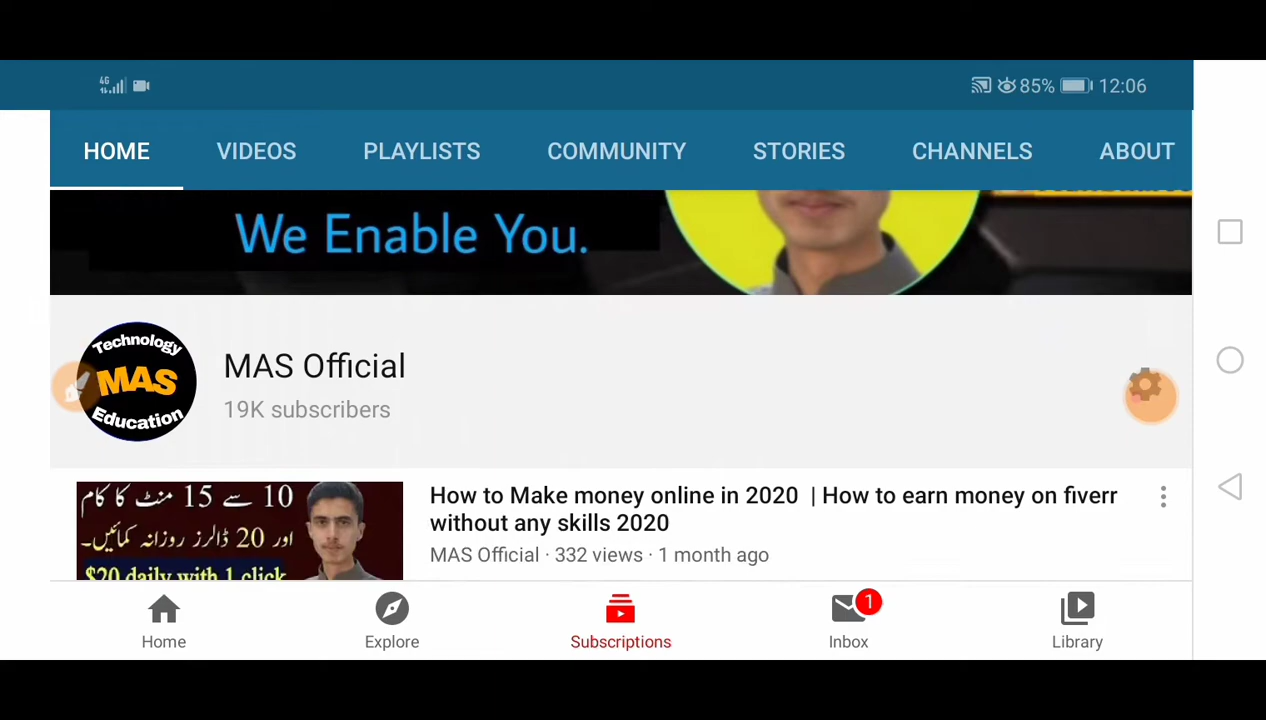 4G 85% 12:06
HOME VIDEOS PLAYLISTS COMMUNITY STORIES CHANNELS ABOUT
We Enable You.
Technology
MAS
Education
MAS Official
19K subscribers
10 سے 15 منٹ کا کام
اور 20 ڈالرز روزانہ کمائیں۔
$20 daily with 1 click
How to Make money online in 2020 | How to earn money on fiverr
without any skills 2020
MAS Official · 332 views · 1 month ago
1
Home Explore Subscriptions Inbox Library